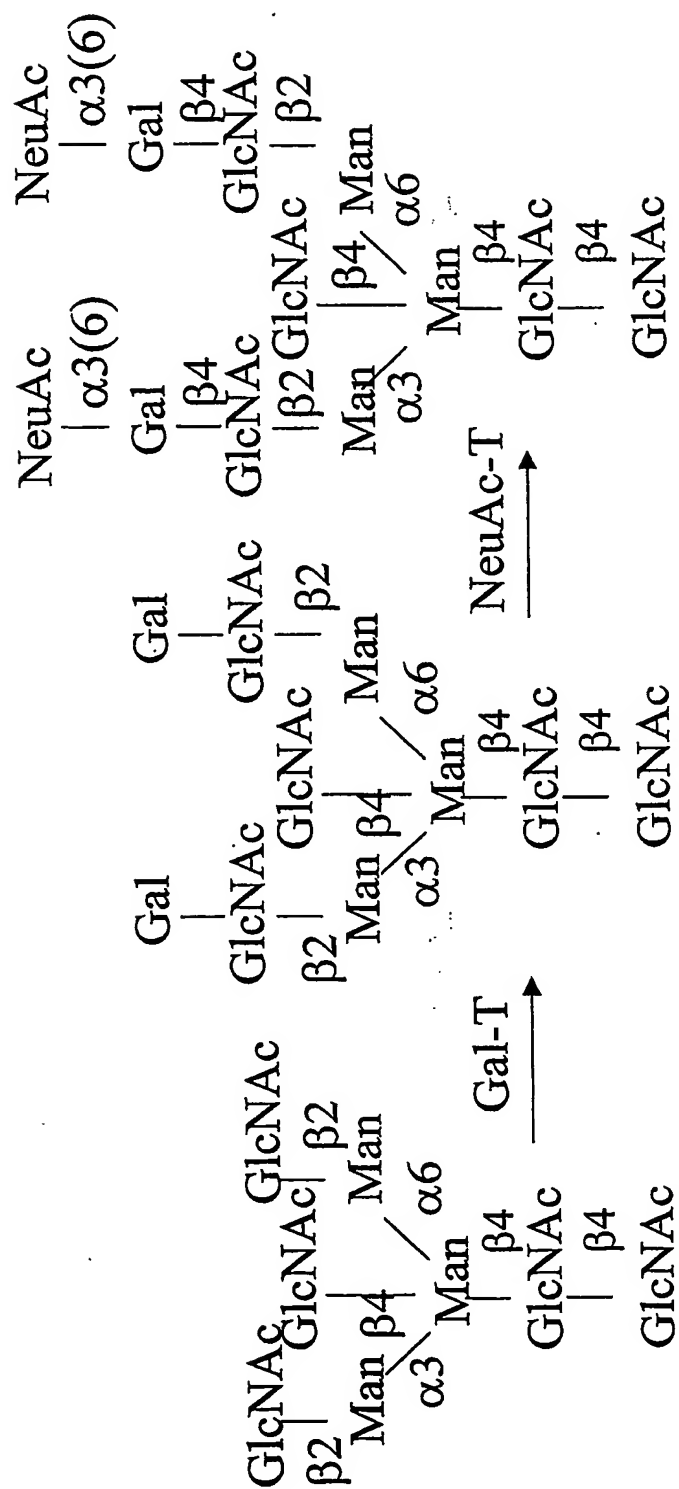 GlcNAc
GlcNAc
GlcNAc
β2
β2
Man
β4
Man
α3
α6
Man
β4
GlcNAc
β4
GlcNAc
Gal-T
Gal
Gal
GlcNAc
GlcNAc
GlcNAc
β2
β2
Man
β4
Man
α3
α6
Man
β4
GlcNAc
β4
GlcNAc
NeuAc-T
NeuAc
NeuAc
α3(6)
α3(6)
Gal
Gal
β4
β4
GlcNAc
GlcNAc
GlcNAc
β2
β2
Man
β4
Man
α3
α6
Man
β4
GlcNAc
β4
GlcNAc